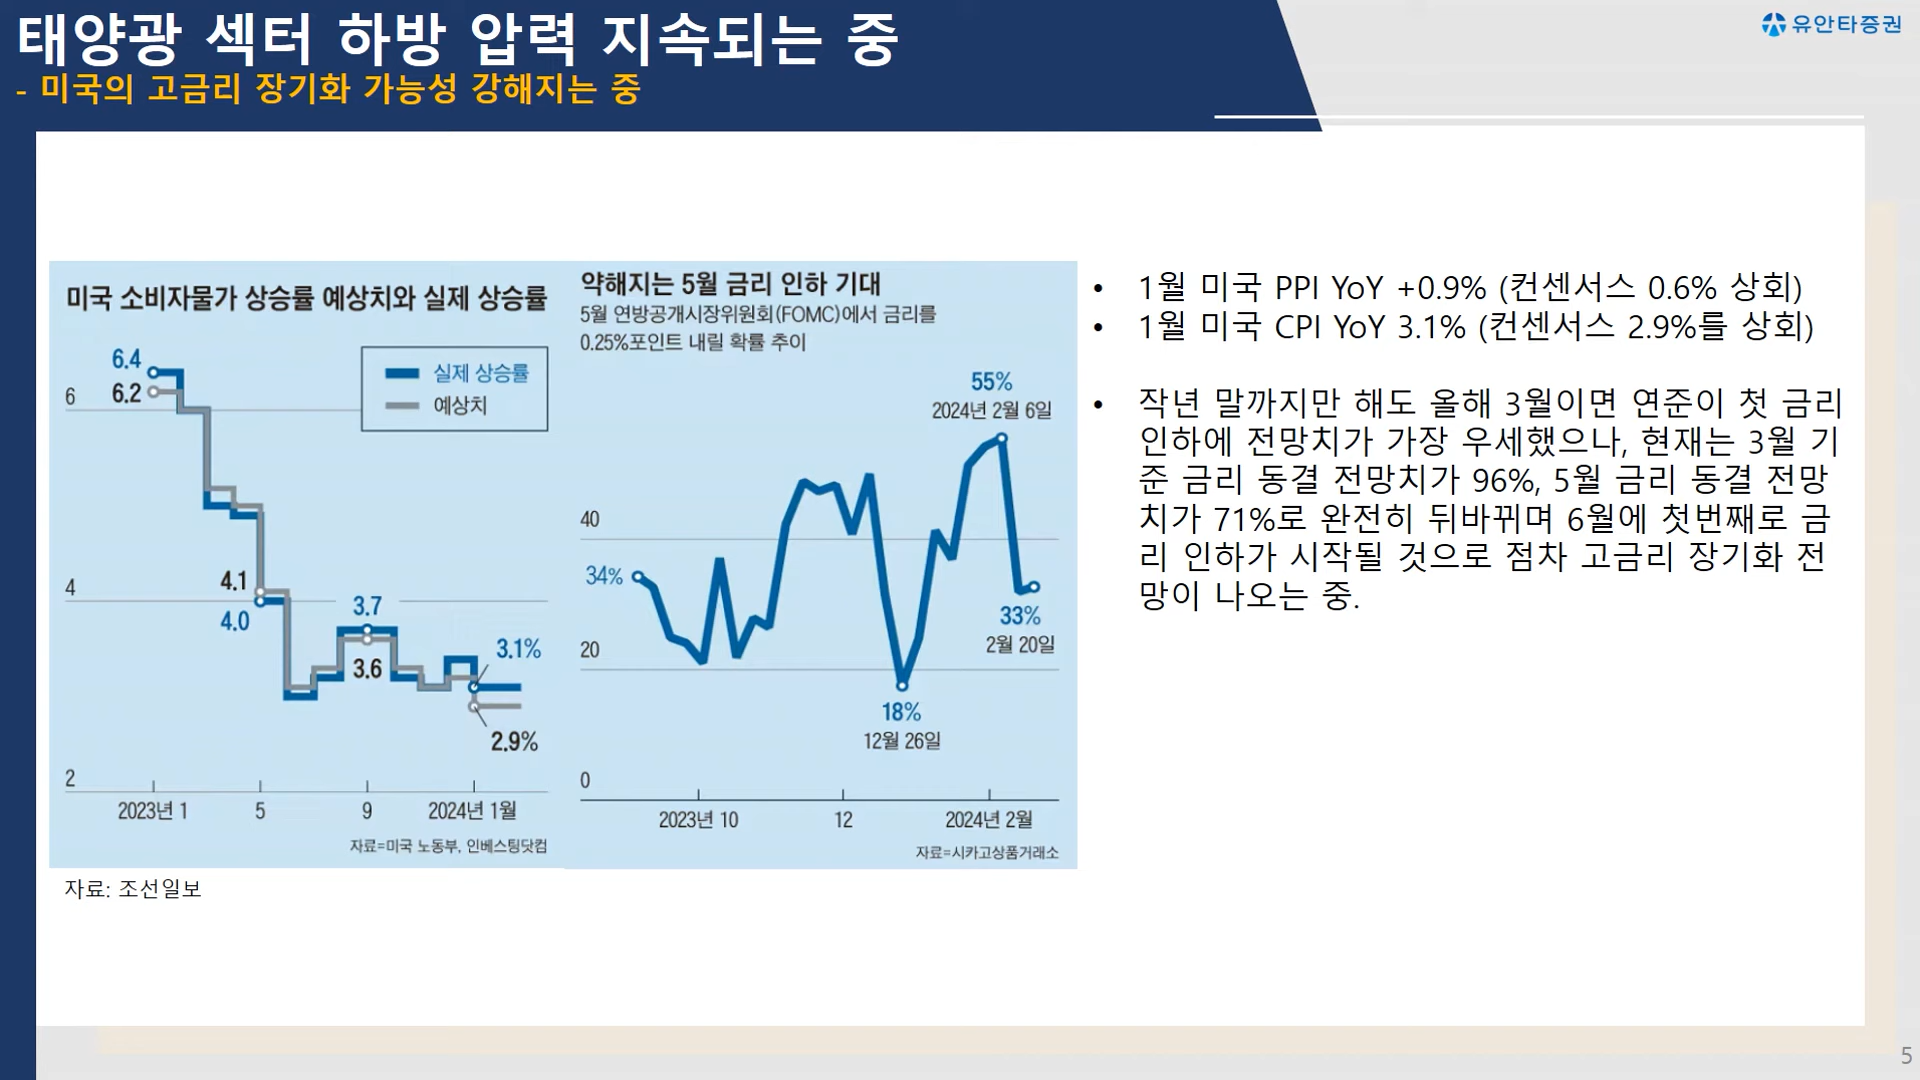 태양광 섹터 하방 압력 지속되는 중
- 미국의 고금리 장기화 가능성 강해지는 중
유안타증권
미국 소비자물가 상승률 예상치와 실제 상승률
실제 상승률
예상치
6.4
6.2
6
4.1
4
4.0
3.7
3.6
3.1%
2.9%
2
2023년 1
5
9
2024년 1월
자료=미국 노동부, 인베스팅닷컴
약해지는 5월 금리 인하 기대
5월 연방공개시장위원회(FOMC)에서 금리를
0.25%포인트 내릴 확률 추이
55%
2024년 2월 6일
40
34%
33%
2월 20일
20
18%
12월 26일
0
2023년 10
12
2024년 2월
자료=시카고상품거래소
자료: 조선일보
• 1월 미국 PPI YoY +0.9% (컨센서스 0.6% 상회)
• 1월 미국 CPI YoY 3.1% (컨센서스 2.9%를 상회)
• 작년 말까지만 해도 올해 3월이면 연준이 첫 금리
인하에 전망치가 가장 우세했으나, 현재는 3월 기
준 금리 동결 전망치가 96%, 5월 금리 동결 전망
치가 71%로 완전히 뒤바뀌며 6월에 첫번째로 금
리 인하가 시작될 것으로 점차 고금리 장기화 전
망이 나오는 중.
5